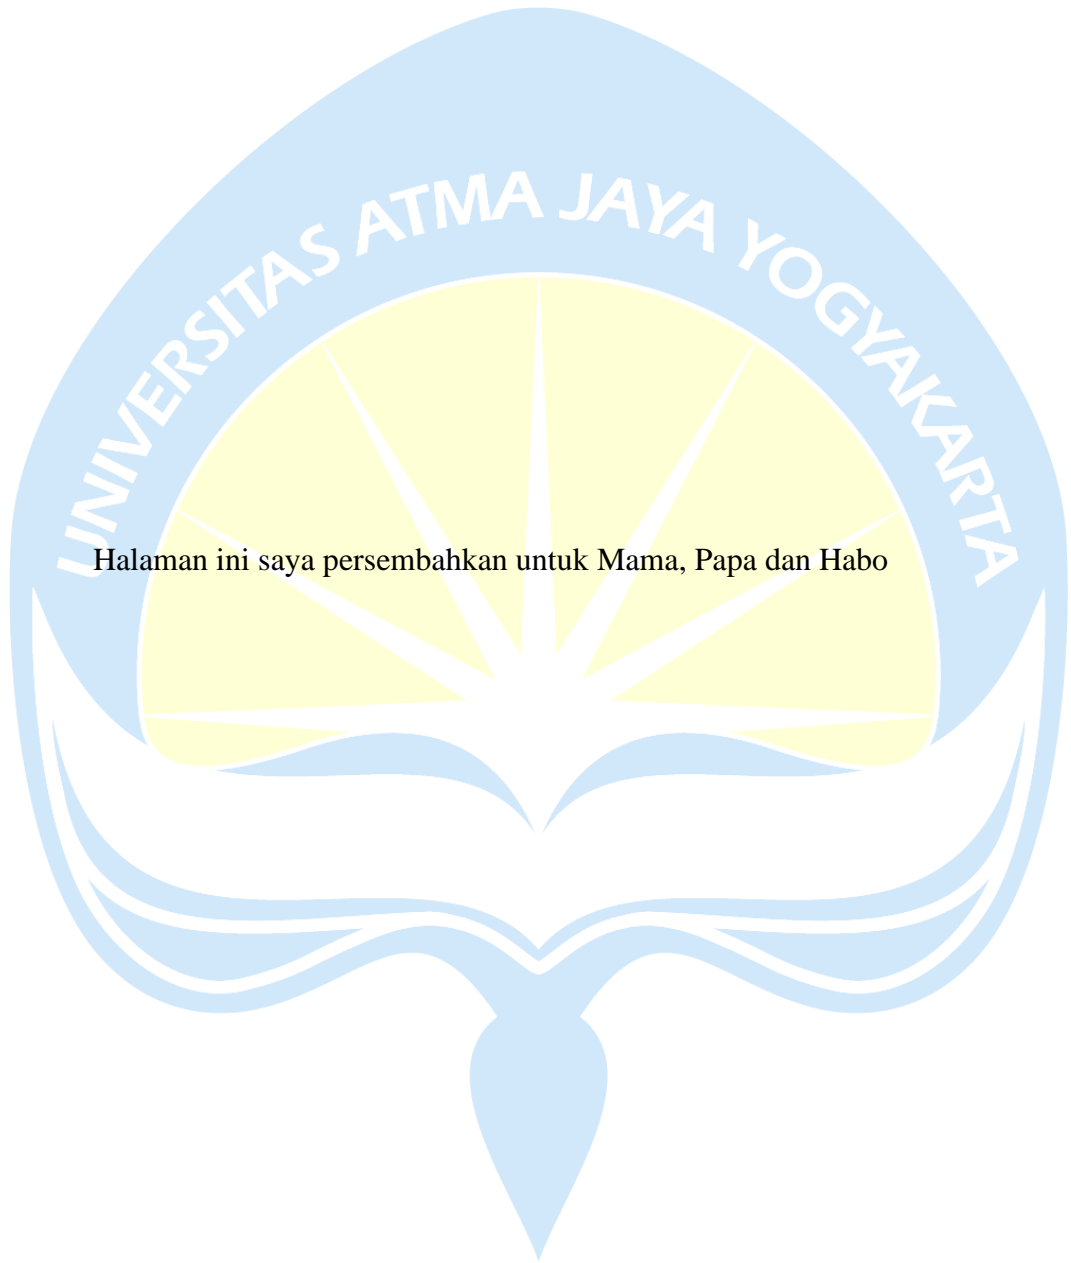 UNIVERSITAS ATMA JAYA YOGYAKARTA
Halaman ini saya persembahkan untuk Mama, Papa dan Habo